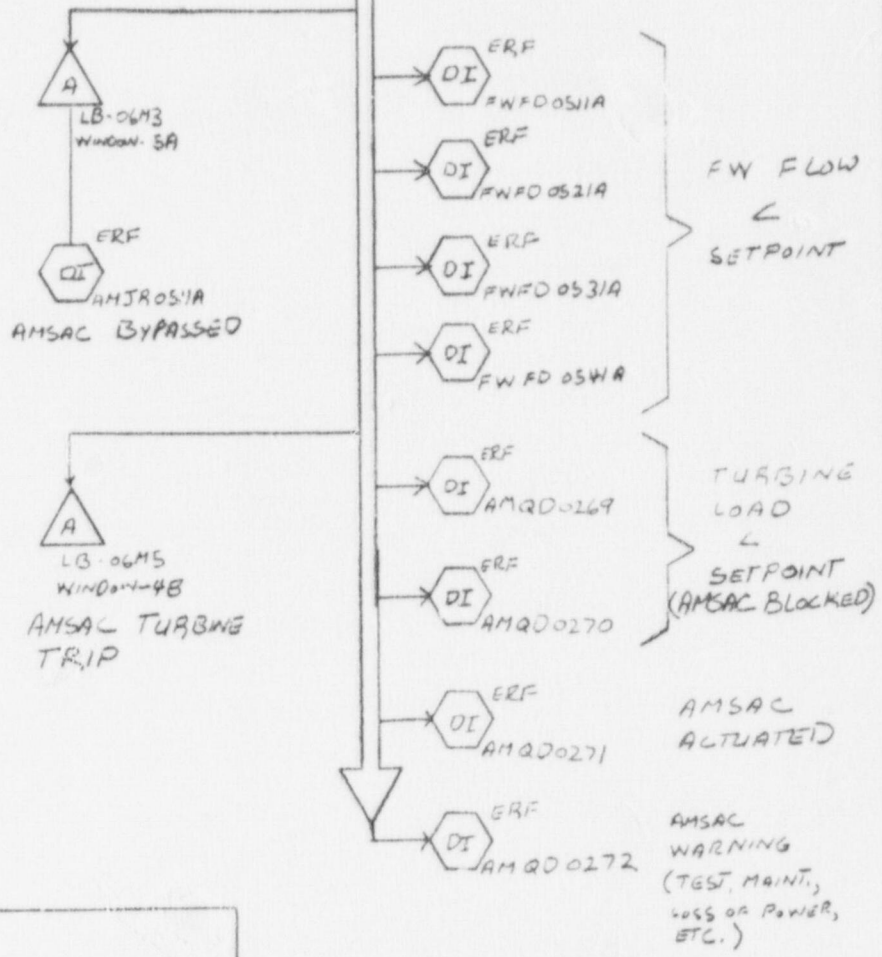 A
LB-06M3
WINDOW-5A
ERF
DI
AMJR0511A
AMSAC BYPASSED
A
LB-06M5
WINDOW-4B
AMSAC TURBINE
TRIP
ERF
DI
FWFD0511A
ERF
DI
FWFD0521A
ERF
DI
FWFD0531A
ERF
DI
FWFD0541A
FW FLOW
<
SETPOINT
ERF
DI
AMQD0269
ERF
DI
AMQD0270
TURBINE
LOAD
<
SETPOINT
(AMSAC BLOCKED)
ERF
DI
AMQD0271
AMSAC
ACTUATED
ERF
DI
AMQD0272
AMSAC
WARNING
(TEST, MAINT.,
LOSS OF POWER,
ETC.)